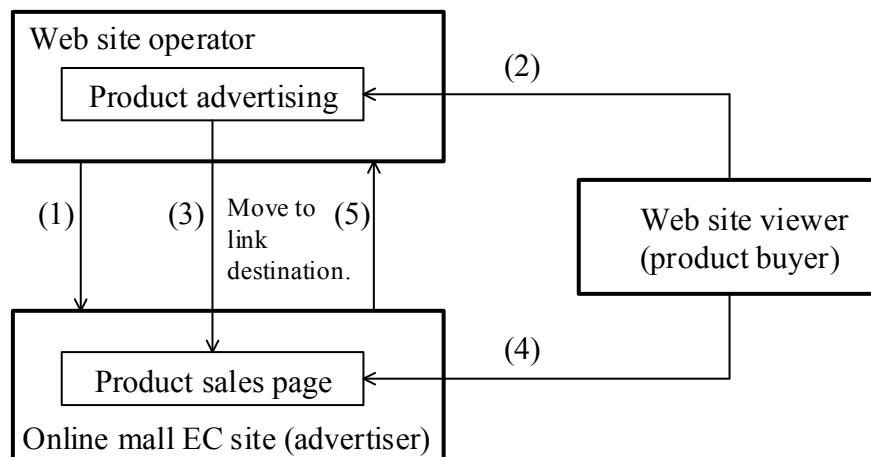 Web site operator
Product advertising
(2)
(1)
(3)
Move to
link
destination.
(5)
Web site viewer
(product buyer)
(4)
Product sales page
Online mall EC site (advertiser)